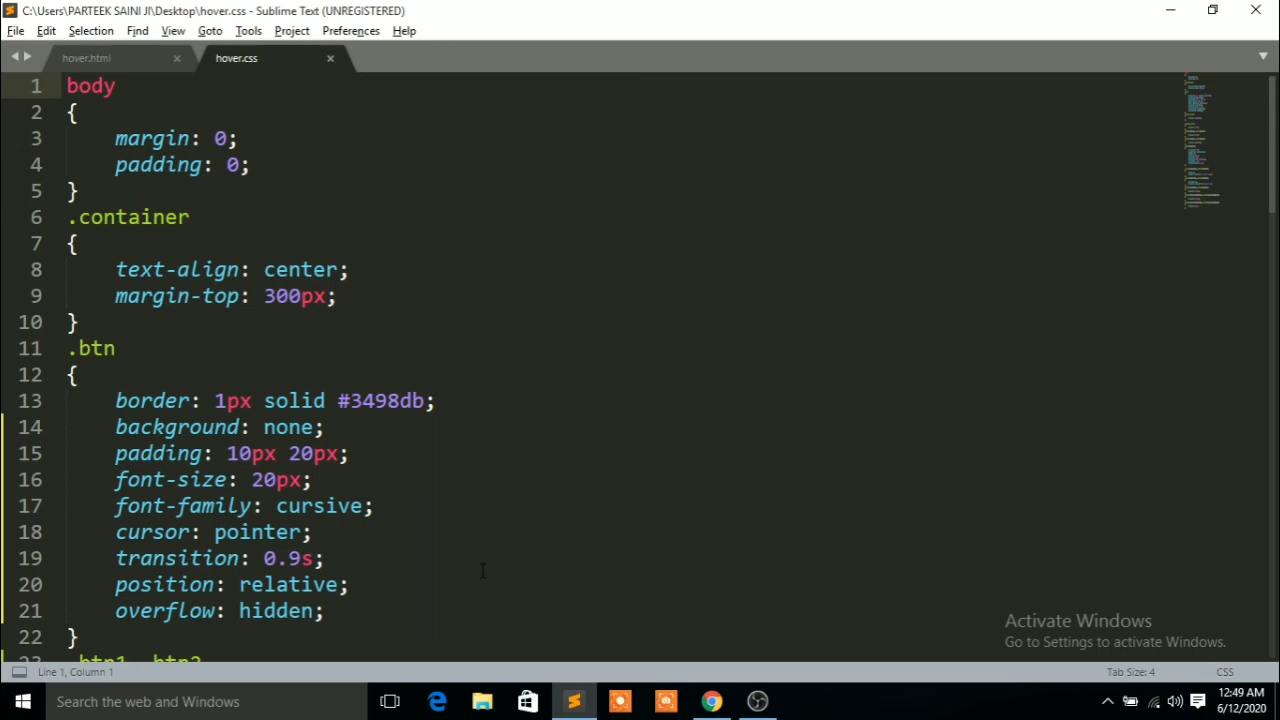 C:\Users\PARTEEK SAINI JI\Desktop\hover.css - Sublime Text (UNREGISTERED)
File Edit Selection Find View Goto Tools Project Preferences Help
hover.html × hover.css ×
1 body
2 {
3 margin: 0;
4 padding: 0;
5 }
6 .container
7 {
8 text-align: center;
9 margin-top: 300px;
10 }
11 .btn
12 {
13 border: 1px solid #3498db;
14 background: none;
15 padding: 10px 20px;
16 font-size: 20px;
17 font-family: cursive;
18 cursor: pointer;
19 transition: 0.9s;
20 position: relative;
21 overflow: hidden;
22 }
23 .btn1, .btn2
Activate Windows
Go to Settings to activate Windows.
Line 1, Column 1 Tab Size: 4 CSS
Search the web and Windows
12:49 AM
6/12/2020